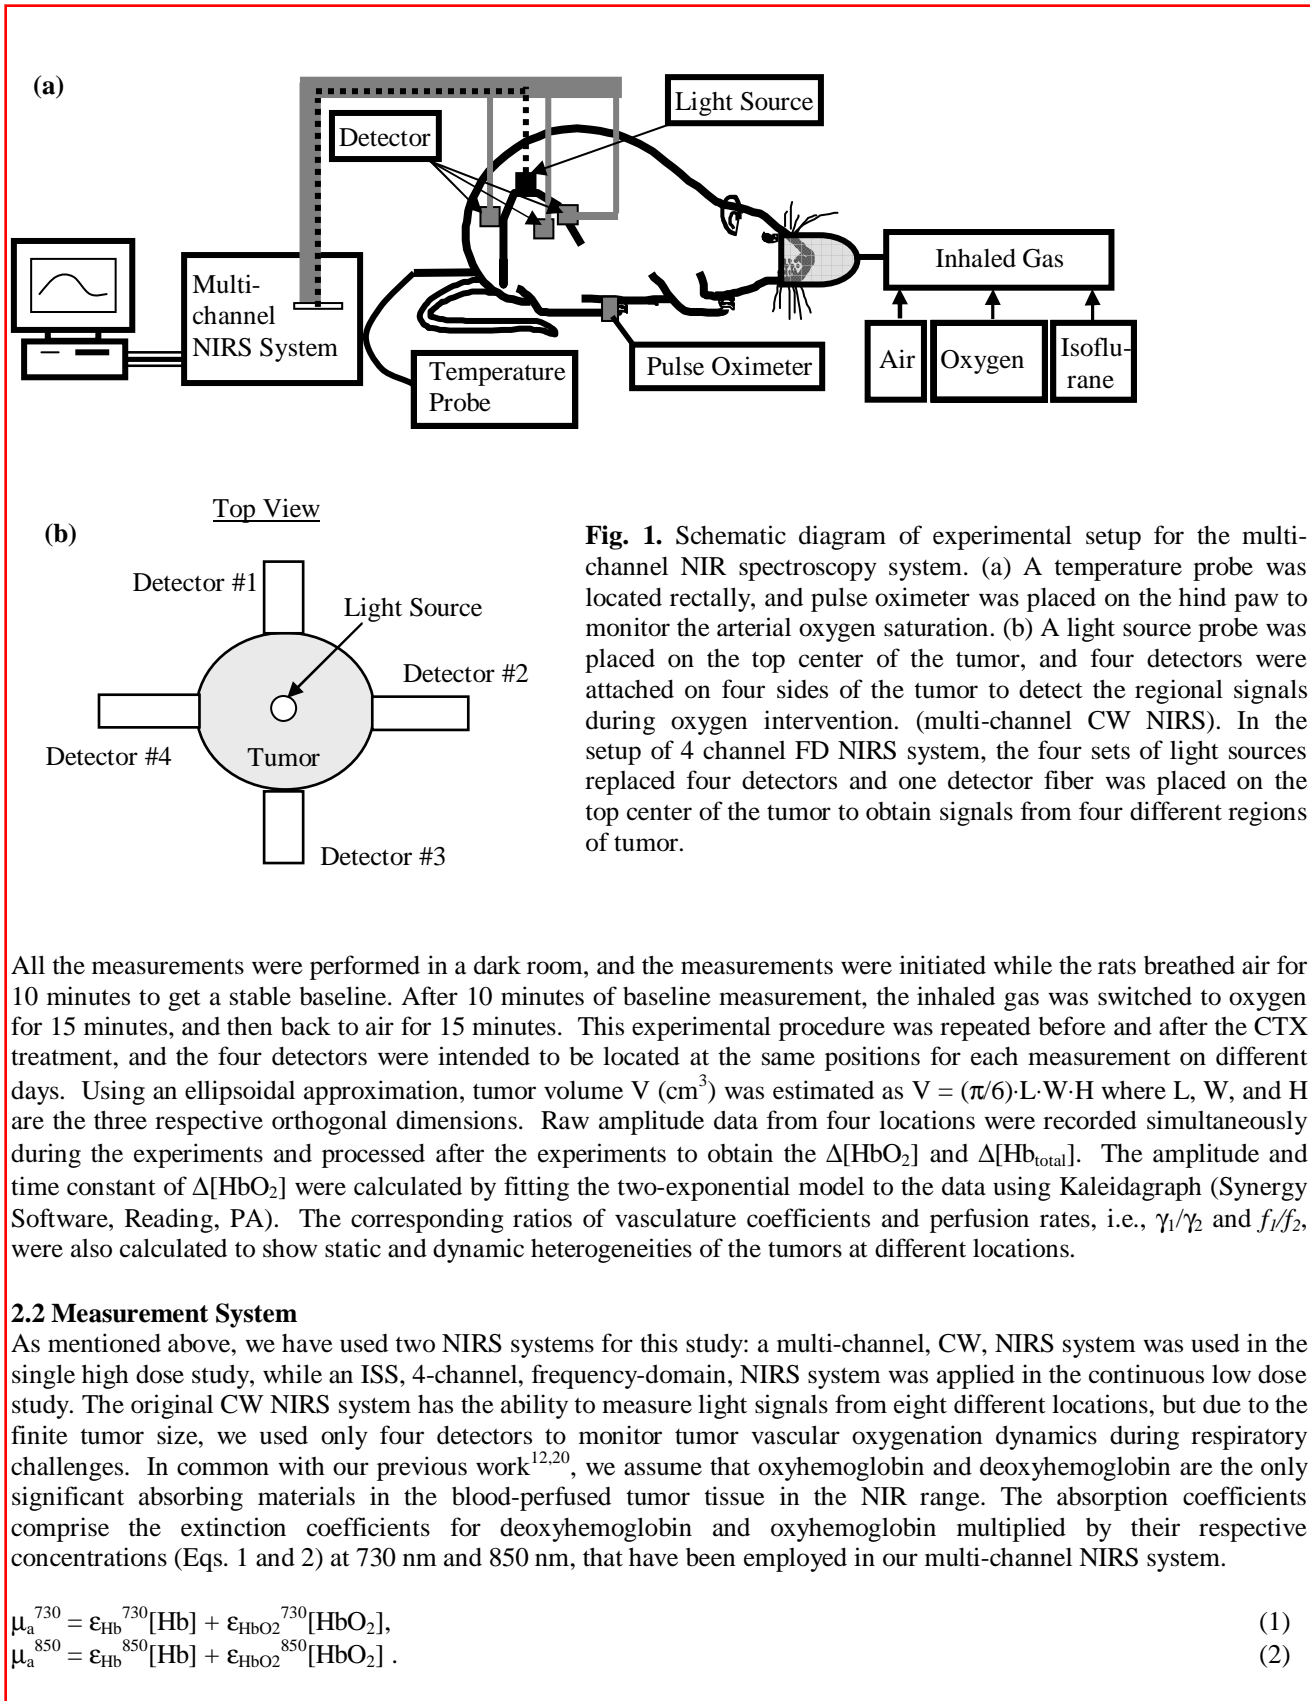 (a)
Light Source
Detector
Multi-
channel
NIRS System
Inhaled Gas
Temperature
Probe
Pulse Oximeter
Air
Oxygen
Isoflu-
rane
Top View
(b)
Detector #1
Light Source
Detector #2
Detector #4
Tumor
Detector #3
Fig. 1. Schematic diagram of experimental setup for the multi-
channel NIR spectroscopy system. (a) A temperature probe was
located rectally, and pulse oximeter was placed on the hind paw to
monitor the arterial oxygen saturation. (b) A light source probe was
placed on the top center of the tumor, and four detectors were
attached on four sides of the tumor to detect the regional signals
during oxygen intervention. (multi-channel CW NIRS). In the
setup of 4 channel FD NIRS system, the four sets of light sources
replaced four detectors and one detector fiber was placed on the
top center of the tumor to obtain signals from four different regions
of tumor.
All the measurements were performed in a dark room, and the measurements were initiated while the rats breathed air for
10 minutes to get a stable baseline. After 10 minutes of baseline measurement, the inhaled gas was switched to oxygen
for 15 minutes, and then back to air for 15 minutes. This experimental procedure was repeated before and after the CTX
treatment, and the four detectors were intended to be located at the same positions for each measurement on different
days. Using an ellipsoidal approximation, tumor volume V (cm³) was estimated as V = (π/6)·L·W·H where L, W, and H
are the three respective orthogonal dimensions. Raw amplitude data from four locations were recorded simultaneously
during the experiments and processed after the experiments to obtain the Δ[HbO₂] and Δ[Hb_total]. The amplitude and
time constant of Δ[HbO₂] were calculated by fitting the two-exponential model to the data using Kaleidagraph (Synergy
Software, Reading, PA). The corresponding ratios of vasculature coefficients and perfusion rates, i.e., γ₁/γ₂ and f₁/f₂,
were also calculated to show static and dynamic heterogeneities of the tumors at different locations.
2.2 Measurement System
As mentioned above, we have used two NIRS systems for this study: a multi-channel, CW, NIRS system was used in the
single high dose study, while an ISS, 4-channel, frequency-domain, NIRS system was applied in the continuous low dose
study. The original CW NIRS system has the ability to measure light signals from eight different locations, but due to the
finite tumor size, we used only four detectors to monitor tumor vascular oxygenation dynamics during respiratory
challenges. In common with our previous work¹²,²⁰, we assume that oxyhemoglobin and deoxyhemoglobin are the only
significant absorbing materials in the blood-perfused tumor tissue in the NIR range. The absorption coefficients
comprise the extinction coefficients for deoxyhemoglobin and oxyhemoglobin multiplied by their respective
concentrations (Eqs. 1 and 2) at 730 nm and 850 nm, that have been employed in our multi-channel NIRS system.
μ_a^730 = ε_Hb^730[Hb] + ε_HbO2^730[HbO₂], (1)
μ_a^850 = ε_Hb^850[Hb] + ε_HbO2^850[HbO₂] . (2)